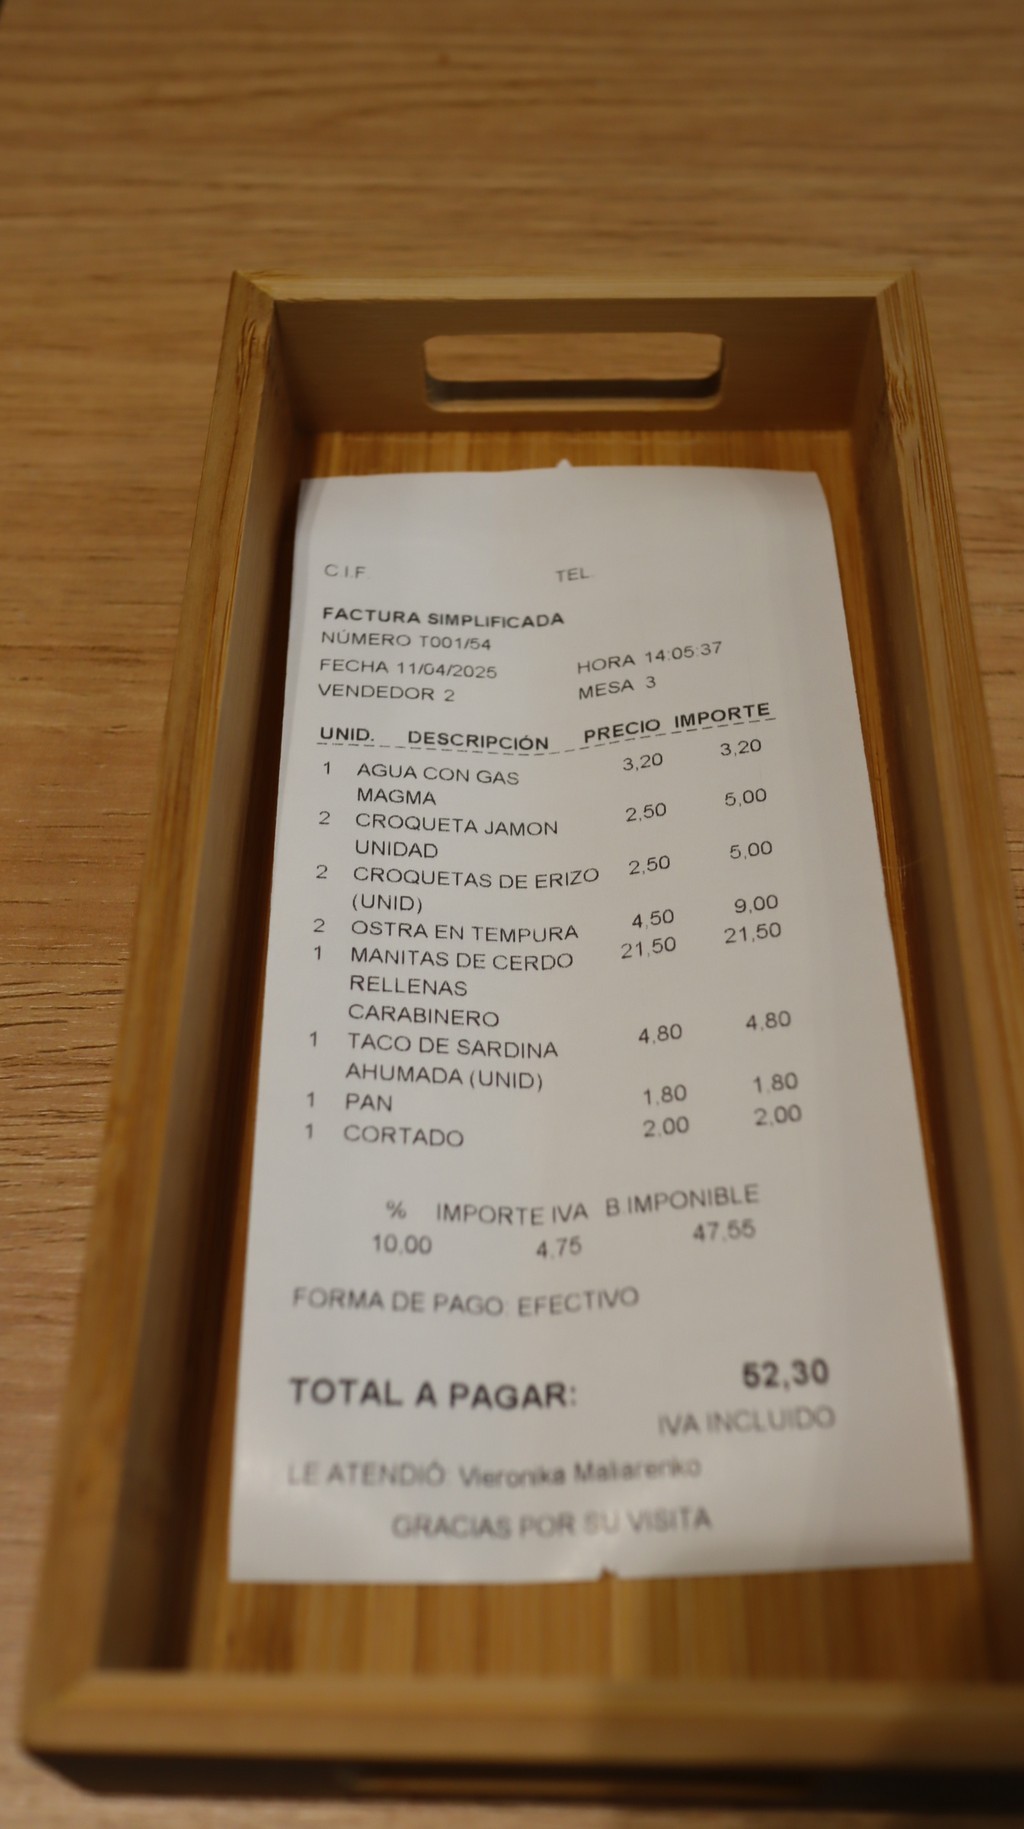 C.I.F. TEL.
FACTURA SIMPLIFICADA
NÚMERO T001/54
FECHA 11/04/2025 HORA 14:05:37
VENDEDOR 2 MESA 3
UNID. DESCRIPCIÓN PRECIO IMPORTE
1 AGUA CON GAS 3,20 3,20
MAGMA
2 CROQUETA JAMON 2,50 5,00
UNIDAD
2 CROQUETAS DE ERIZO 2,50 5,00
(UNID)
2 OSTRA EN TEMPURA 4,50 9,00
1 MANITAS DE CERDO 21,50 21,50
RELLENAS
CARABINERO
1 TACO DE SARDINA 4,80 4,80
AHUMADA (UNID)
1 PAN 1,80 1,80
1 CORTADO 2,00 2,00
% IMPORTE IVA B IMPONIBLE
10,00 4,75 47,55
FORMA DE PAGO: EFECTIVO
TOTAL A PAGAR: 52,30
IVA INCLUIDO
LE ATENDIÓ: Vieronika Maliarenko
GRACIAS POR SU VISITA